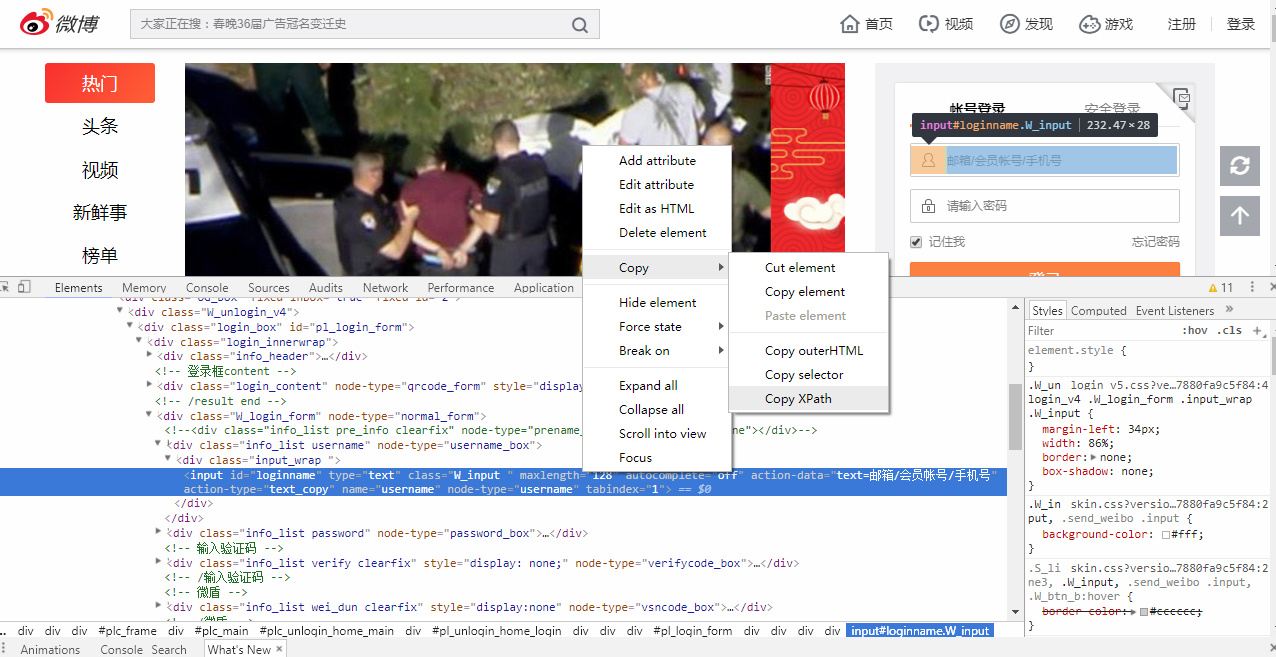 微博
大家正在搜：春晚36届广告冠名变迁史
首页 视频 发现 游戏 注册 登录
热门
头条
视频
新鲜事
榜单
帐号登录 安全登录
input#loginname.W_input 232.47×28
邮箱/会员帐号/手机号
请输入密码
记住我 忘记密码
Add attribute
Edit attribute
Edit as HTML
Delete element
Copy
Hide element
Force state
Break on
Expand all
Collapse all
Scroll into view
Focus
Cut element
Copy element
Paste element
Copy outerHTML
Copy selector
Copy XPath
Elements Memory Console Sources Audits Network Performance Application 11
<div class="W_unlogin_v4">
<div class="login_box" id="pl_login_form">
<div class="login_innerwrap">
<div class="info_header">…</div>
<!-- 登录框content -->
<div class="login_content" node-type="qrcode_form" style="display
<!-- /result end -->
<div class="W_login_form" node-type="normal_form">
<!--<div class="info_list pre_info clearfix" node-type="prename_ ne"></div>-->
<div class="info_list username" node-type="username_box">
<div class="input_wrap ">
<input id="loginname" type="text" class="W_input " maxlength="128" autocomplete="off" action-data="text=邮箱/会员帐号/手机号"
action-type="text_copy" name="username" node-type="username" tabindex="1"> == $0
</div>
</div>
<div class="info_list password" node-type="password_box">…</div>
<!-- 输入验证码 -->
<div class="info_list verify clearfix" style="display: none;" node-type="verifycode_box">…</div>
<!-- /输入验证码 -->
<!-- 微盾 -->
<div class="info_list wei_dun clearfix" style="display:none" node-type="vsncode_box">…</div>
Styles Computed Event Listeners »
Filter :hov .cls +
element.style {
}
.W_un login_v5.css?ve…7880fa9c5f84:4
login_v4 .W_login_form .input_wrap
.W_input {
margin-left: 34px;
width: 86%;
border: none;
box-shadow: none;
}
.W_in skin.css?version…7880fa9c5f84:2
put, .send_weibo .input {
background-color: #fff;
}
.S_li skin.css?version…7880fa9c5f84:2
ne3, .W_input, .send_weibo .input,
.W_btn_b:hover {
border-color: #cccccc;
}
… div div div #plc_frame div #plc_main #plc_unlogin_home_main div #pl_unlogin_home_login div div div #pl_login_form div div div div input#loginname.W_input
Animations Console Search What's New ×